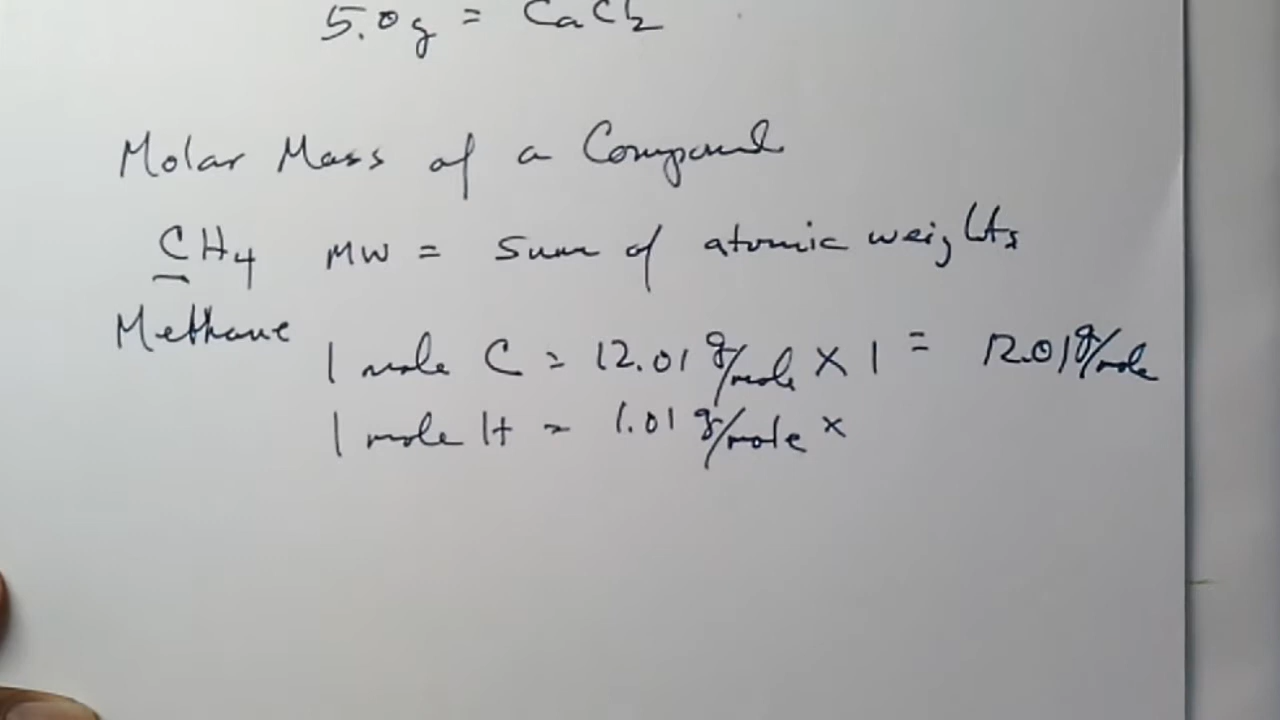 5.0g = CaCl2
Molar Mass of a Compound
CH4 MW = Sum of atomic weights
Methane
1 mole C = 12.01 g/mole X 1 = 12.01 g/mole
1 mole H = 1.01 g/mole x